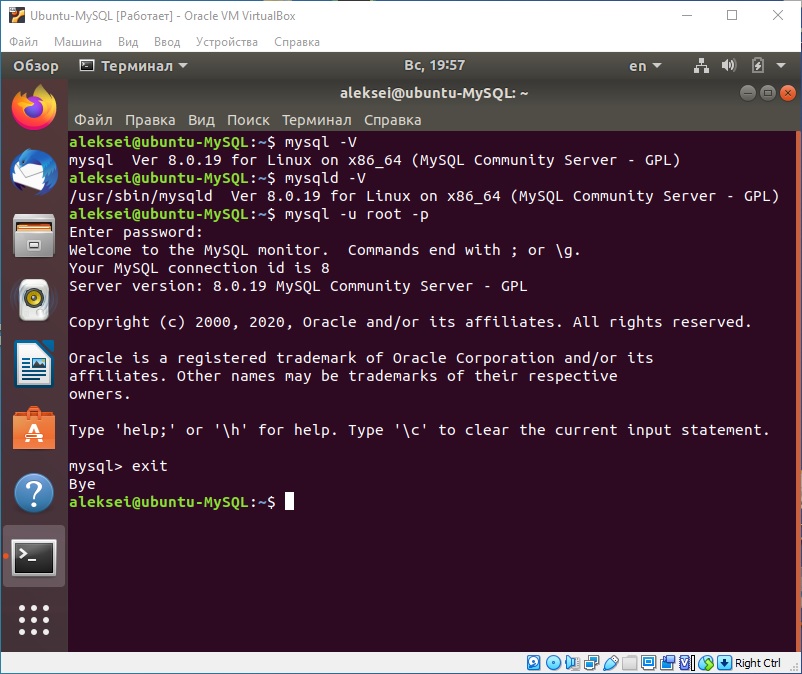 Ubuntu-MySQL [Работает] - Oracle VM VirtualBox
Файл Машина Вид Ввод Устройства Справка
Обзор Терминал Вс, 19:57 en
aleksei@ubuntu-MySQL: ~
Файл Правка Вид Поиск Терминал Справка
aleksei@ubuntu-MySQL:~$ mysql -V
mysql  Ver 8.0.19 for Linux on x86_64 (MySQL Community Server - GPL)
aleksei@ubuntu-MySQL:~$ mysqld -V
/usr/sbin/mysqld  Ver 8.0.19 for Linux on x86_64 (MySQL Community Server - GPL)
aleksei@ubuntu-MySQL:~$ mysql -u root -p
Enter password:
Welcome to the MySQL monitor.  Commands end with ; or \g.
Your MySQL connection id is 8
Server version: 8.0.19 MySQL Community Server - GPL
Copyright (c) 2000, 2020, Oracle and/or its affiliates. All rights reserved.
Oracle is a registered trademark of Oracle Corporation and/or its
affiliates. Other names may be trademarks of their respective
owners.
Type 'help;' or '\h' for help. Type '\c' to clear the current input statement.
mysql> exit
Bye
aleksei@ubuntu-MySQL:~$
Right Ctrl